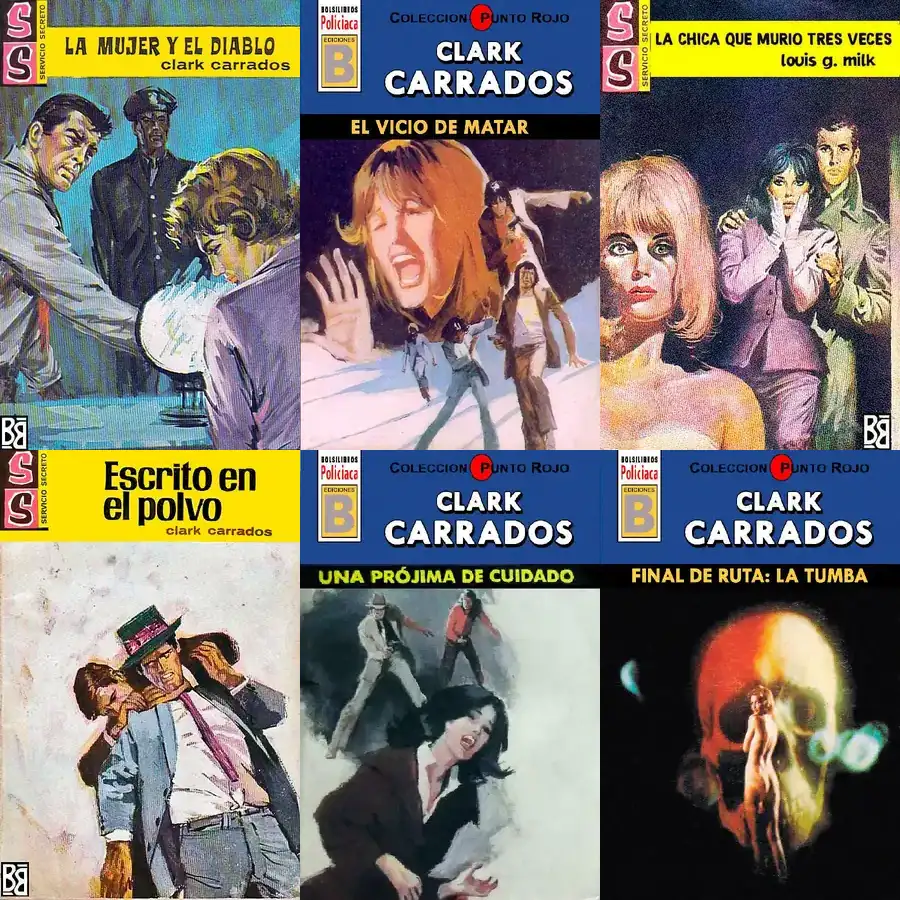 SS
SERVICIO SECRETO
LA MUJER Y EL DIABLO
clark carrados
BB
BOLSILIBROS
Policiaca
EDICIONES
B
COLECCION PUNTO ROJO
CLARK
CARRADOS
EL VICIO DE MATAR
SS
SERVICIO SECRETO
LA CHICA QUE MURIO TRES VECES
louis g. milk
BB
SS
SERVICIO SECRETO
Escrito en
el polvo
clark carrados
BB
BOLSILIBROS
Policiaca
EDICIONES
B
COLECCION PUNTO ROJO
CLARK
CARRADOS
UNA PRÓJIMA DE CUIDADO
BOLSILIBROS
Policiaca
EDICIONES
B
COLECCION PUNTO ROJO
CLARK
CARRADOS
FINAL DE RUTA: LA TUMBA